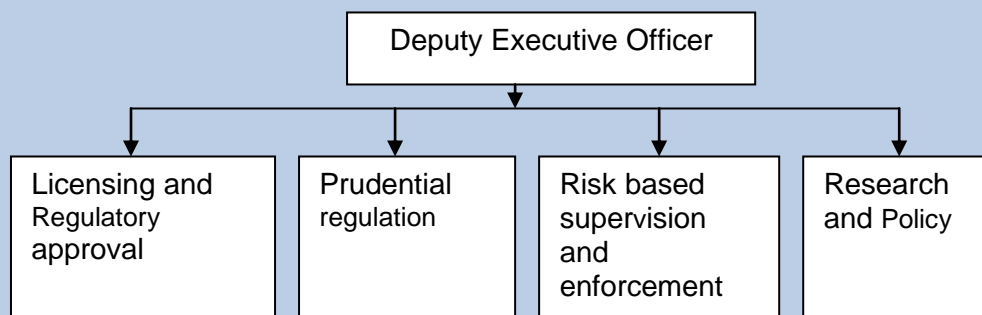 Deputy Executive Officer
Licensing and
Regulatory
approval
Prudential
regulation
Risk based
supervision
and
enforcement
Research
and Policy